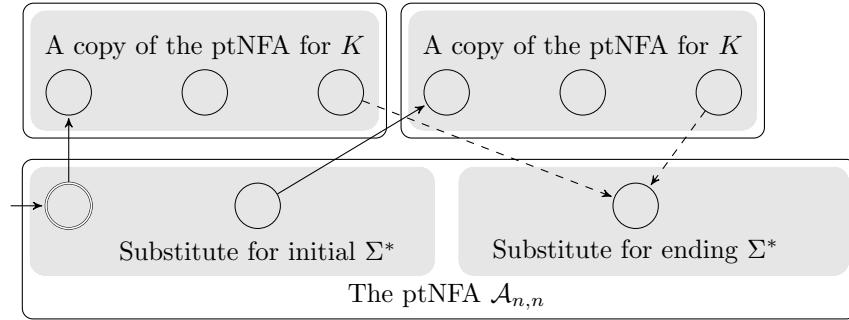 A copy of the ptNFA for K
A copy of the ptNFA for K
Substitute for initial Σ*
Substitute for ending Σ*
The ptNFA 𝒜n,n